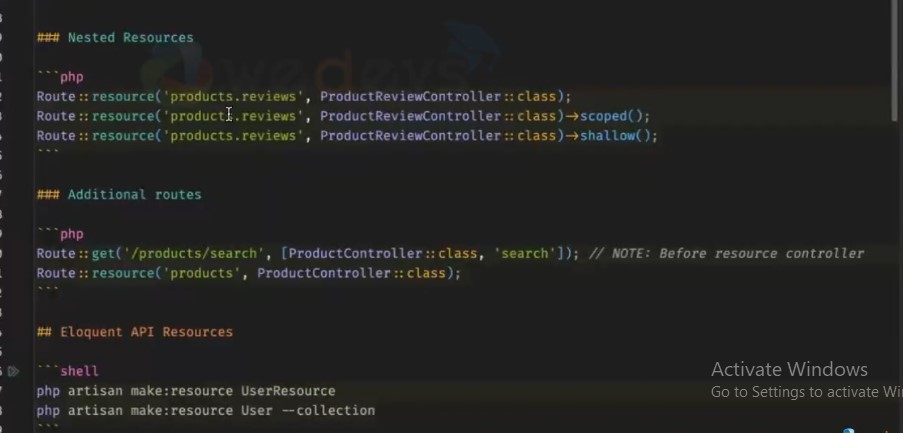 ### Nested Resources
```php
Route::resource('products.reviews', ProductReviewController::class);
Route::resource('products.reviews', ProductReviewController::class)->scoped();
Route::resource('products.reviews', ProductReviewController::class)->shallow();
```
### Additional routes
```php
Route::get('/products/search', [ProductController::class, 'search']); // NOTE: Before resource controller
Route::resource('products', ProductController::class);
```
## Eloquent API Resources
```shell
php artisan make:resource UserResource
php artisan make:resource User --collection
```
wedevs
Activate Windows
Go to Settings to activate Wi